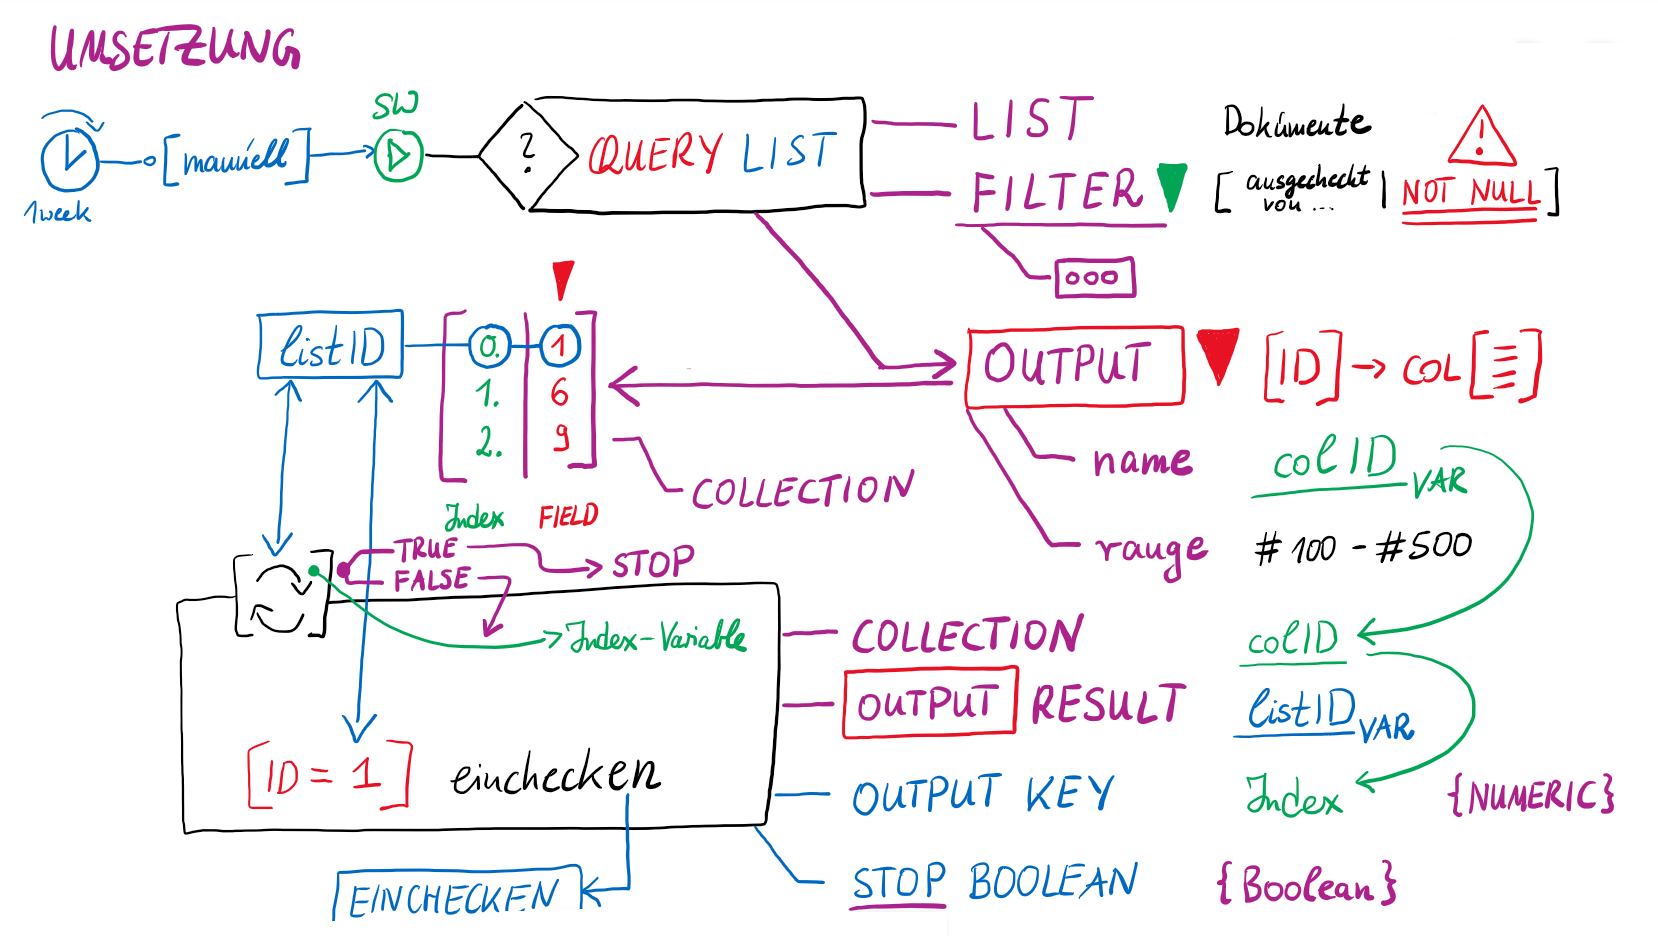 UMSETZUNG
SW
1week
[manuell]
?
QUERY LIST
LIST
Dokumente
!
FILTER
[ausgecheckt von ... | NOT NULL]
ooo
listID
0. 1
1. 6
2. 9
Index FIELD
COLLECTION
OUTPUT
[ID] → COL[]
name
colID VAR
range
#100 - #500
TRUE
STOP
FALSE
Index-Variable
[ID = 1] einchecken
EINCHECKEN
COLLECTION
colID
OUTPUT RESULT
listID VAR
OUTPUT KEY
Index
{NUMERIC}
STOP BOOLEAN
{Boolean}